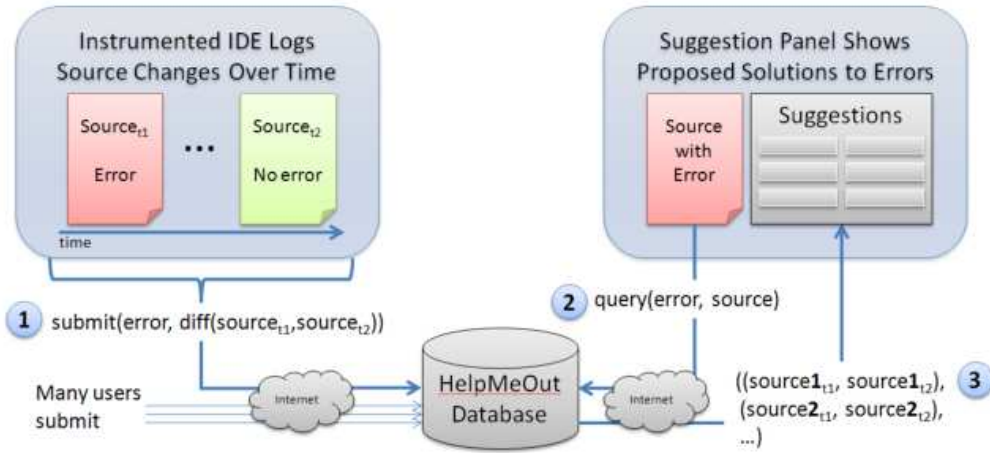 Instrumented IDE Logs
Source Changes Over Time
Source_t1
Error
...
Source_t2
No error
time
Suggestion Panel Shows
Proposed Solutions to Errors
Source
with
Error
Suggestions
1 submit(error, diff(source_t1,source_t2))
2 query(error, source)
Many users
submit
Internet
HelpMeOut
Database
Internet
((source1_t1, source1_t2),
(source2_t1, source2_t2),
...)
3